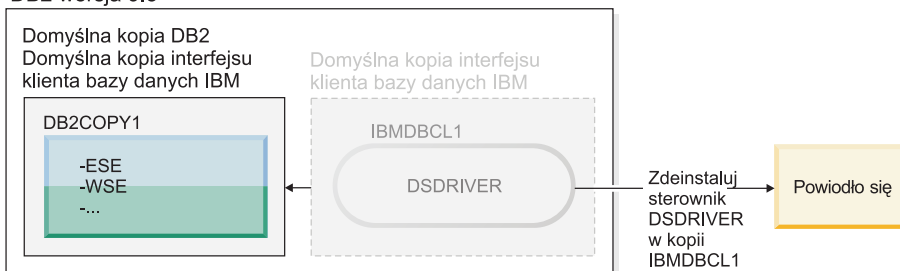 Domyślna kopia DB2
Domyślna kopia interfejsu
klienta bazy danych IBM
Domyślna kopia interfejsu
klienta bazy danych IBM
DB2COPY1
-ESE
-WSE
-...
IBMDBCL1
DSDRIVER
Zdeinstaluj
sterownik
DSDRIVER
w kopii
IBMDBCL1
Powiodło się